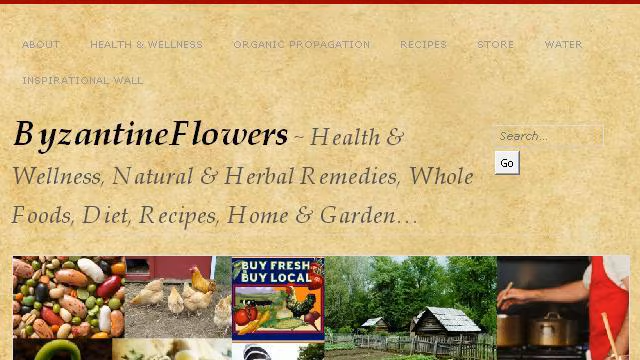 ABOUT HEALTH & WELLNESS ORGANIC PROPAGATION RECIPES STORE WATER
INSPIRATIONAL WALL
ByzantineFlowers ~ Health &
Wellness, Natural & Herbal Remedies, Whole
Foods, Diet, Recipes, Home & Garden…
Search...
Go
BUY FRESH
BUY LOCAL